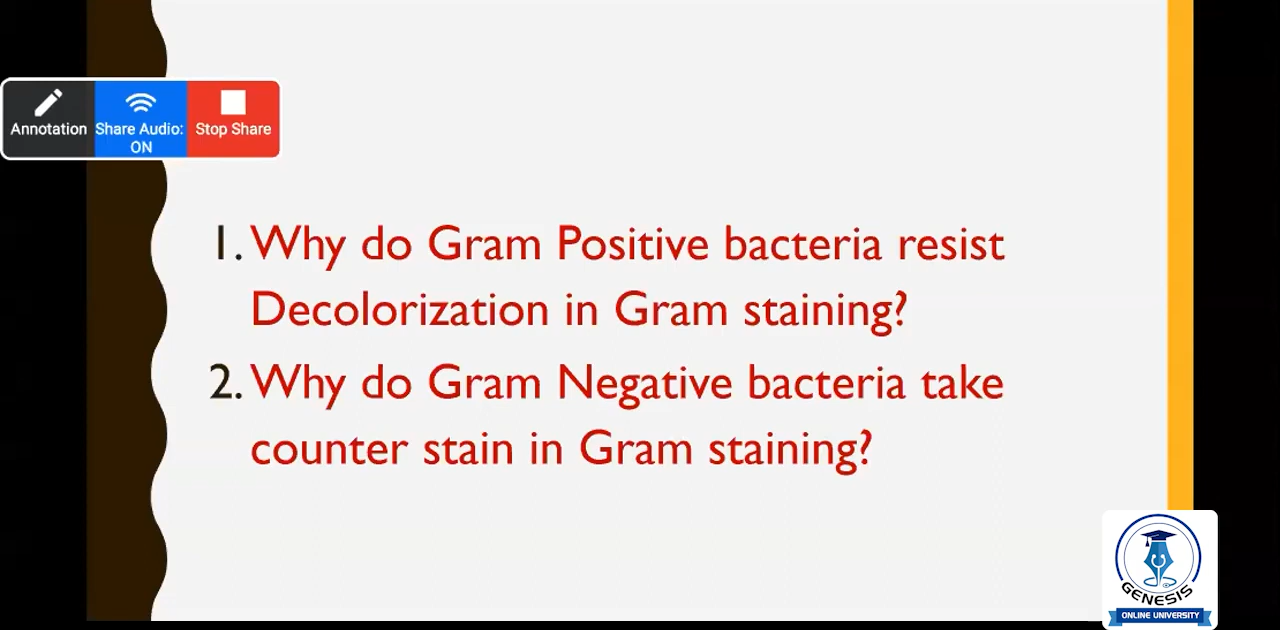 Annotation
Share Audio:
ON
Stop Share
1. Why do Gram Positive bacteria resist
Decolorization in Gram staining?
2. Why do Gram Negative bacteria take
counter stain in Gram staining?
GENESIS
ONLINE UNIVERSITY